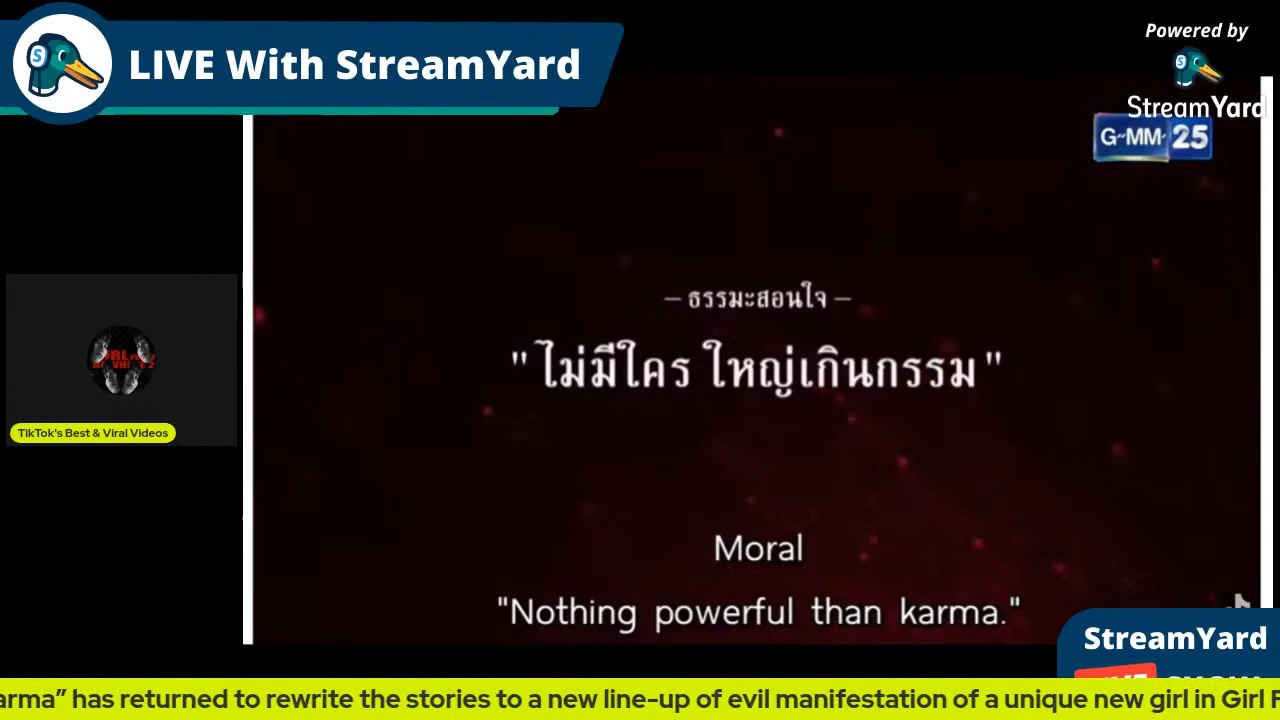 LIVE With StreamYard
Powered by
StreamYard
G-MM 25
– ธรรมะสอนใจ –
"ไม่มีใคร ใหญ่เกินกรรม"
TikTok's Best & Viral Videos
Moral
"Nothing powerful than karma."
StreamYard
arma” has returned to rewrite the stories to a new line-up of evil manifestation of a unique new girl in Girl F